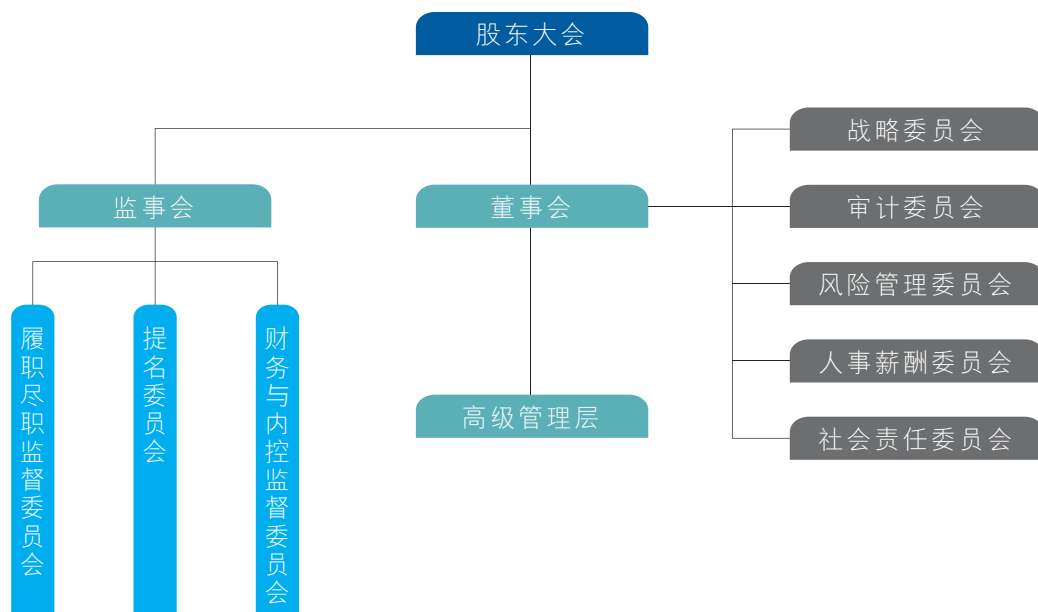 股东大会
战略委员会
监事会
董事会
审计委员会
风险管理委员会
履职尽职监督委员会
提名委员会
财务与内控监督委员会
人事薪酬委员会
高级管理层
社会责任委员会